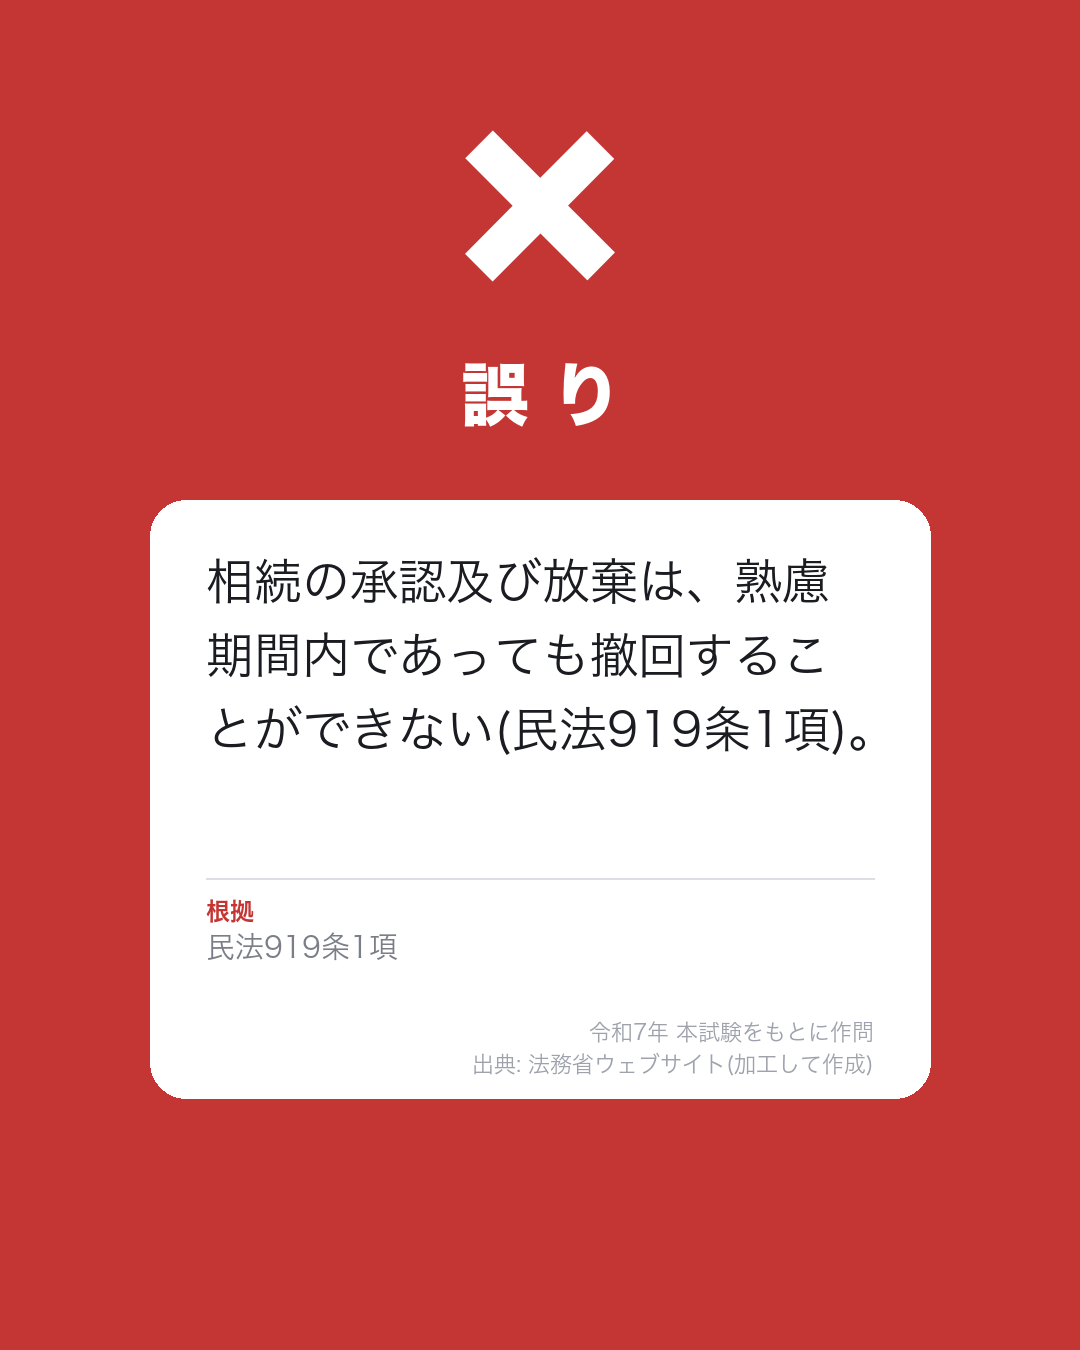 誤り
相続の承認及び放棄は、熟慮
期間内であっても撤回するこ
とができない(民法919条1項)。
根拠
民法919条1項
令和7年 本試験をもとに作問
出典: 法務省ウェブサイト(加工して作成)